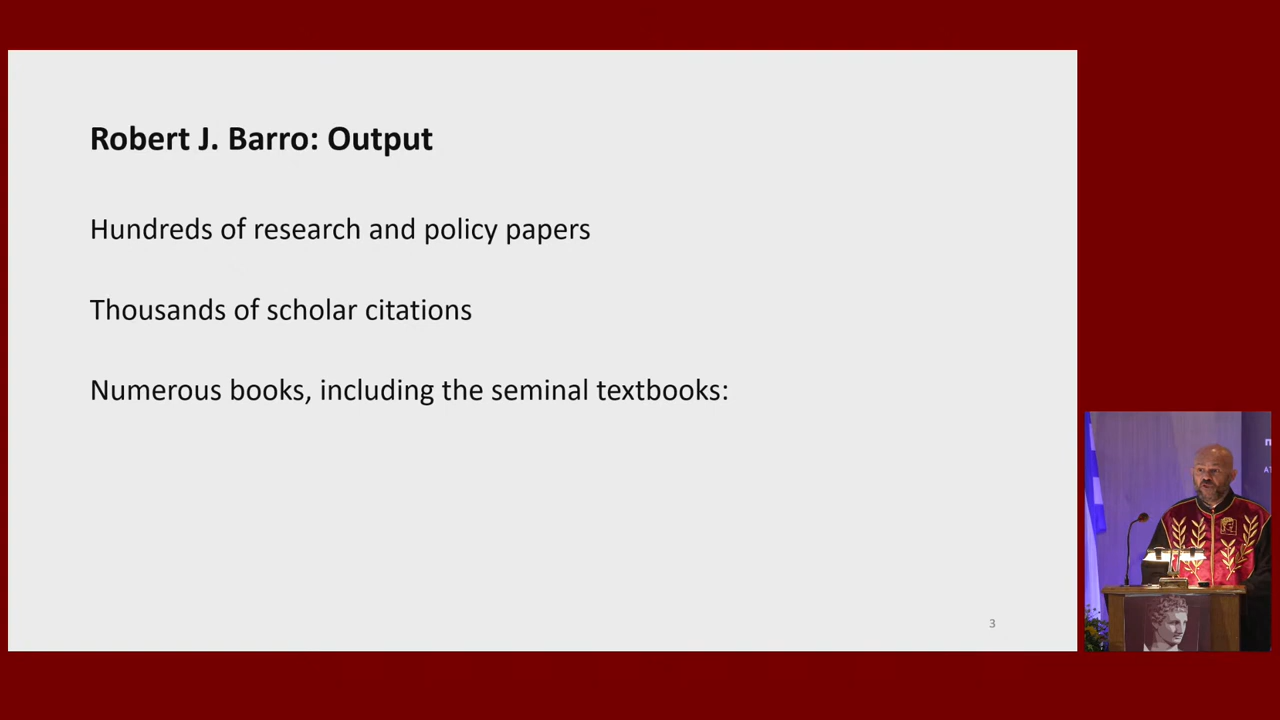 Robert J. Barro: Output
Hundreds of research and policy papers
Thousands of scholar citations
Numerous books, including the seminal textbooks:
3